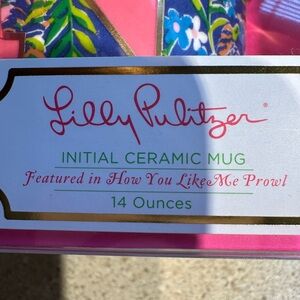 Lilly Pulitzer®
INITIAL CERAMIC MUG
Featured in How You Like Me Prowl
14 Ounces